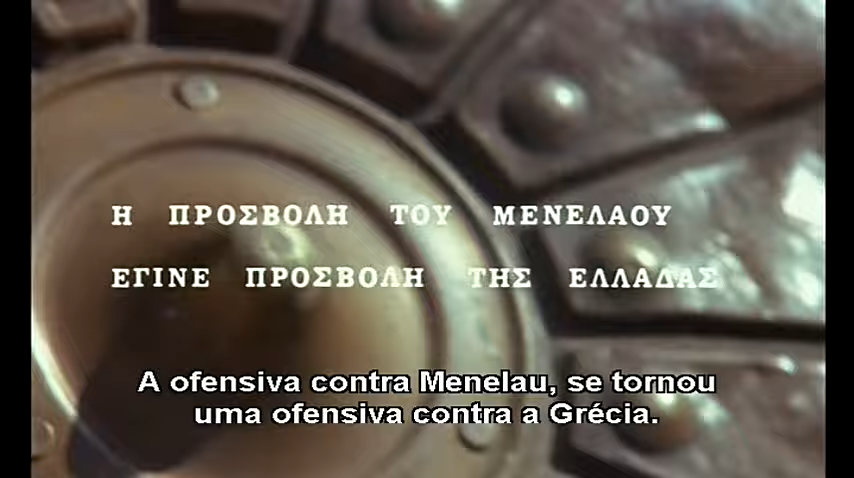 Η ΠΡΟΣΒΟΛΗ ΤΟΥ ΜΕΝΕΛΑΟΥ
ΕΓΙΝΕ ΠΡΟΣΒΟΛΗ ΤΗΣ ΕΛΛΑΔΑΣ
A ofensiva contra Menelau, se tornou
uma ofensiva contra a Grécia.